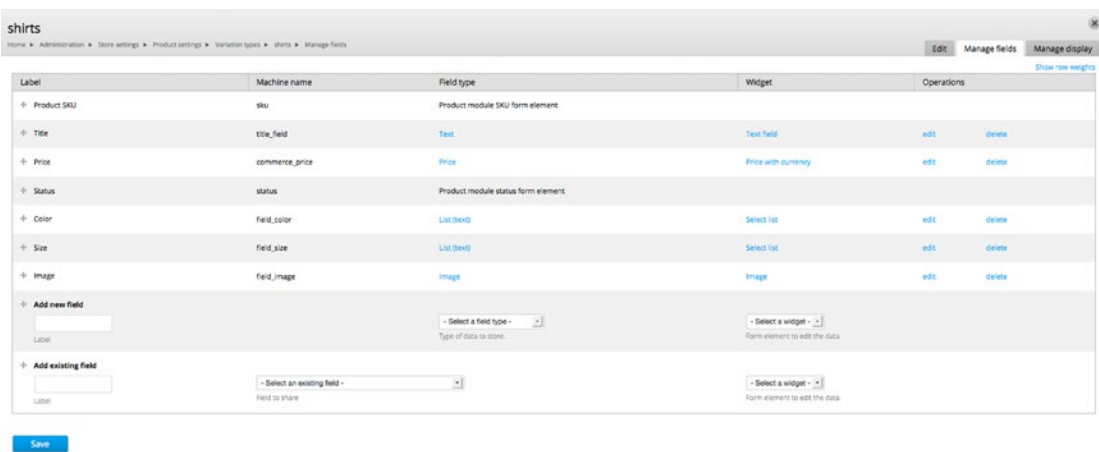 shirts
Home ► Administration ► Store settings ► Product settings ► Variation types ► shirts ► Manage fields
Edit Manage fields Manage display
Show row weights
Label Machine name Field type Widget Operations
Product SKU sku Product module SKU form element
Title title_field Text Text field edit delete
Price commerce_price Price Price with currency edit delete
Status status Product module status form element
Color field_color List (text) Select list edit delete
Size field_size List (text) Select list edit delete
Image field_image Image Image edit delete
Add new field
- Select a field type - - Select a widget -
Label Type of data to store. Form element to edit the data.
Add existing field
- Select an existing field - - Select a widget -
Label Field to share Form element to edit the data.
Save